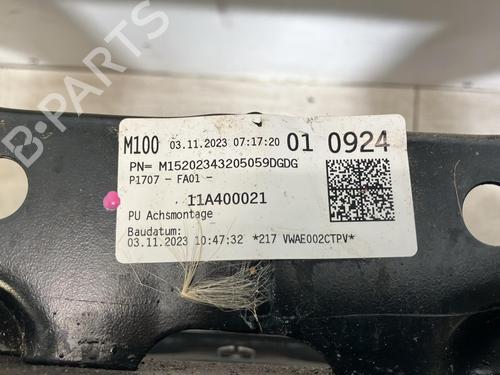 M100 03.11.2023 07:17:20 01 0924
PN= M15202343205059DGDG
P1707 - FA01 -
11A400021
PU Achsmontage
Baudatum:
03.11.2023 10:47:32 *217 VWAE002CTPV*
B-PARTS